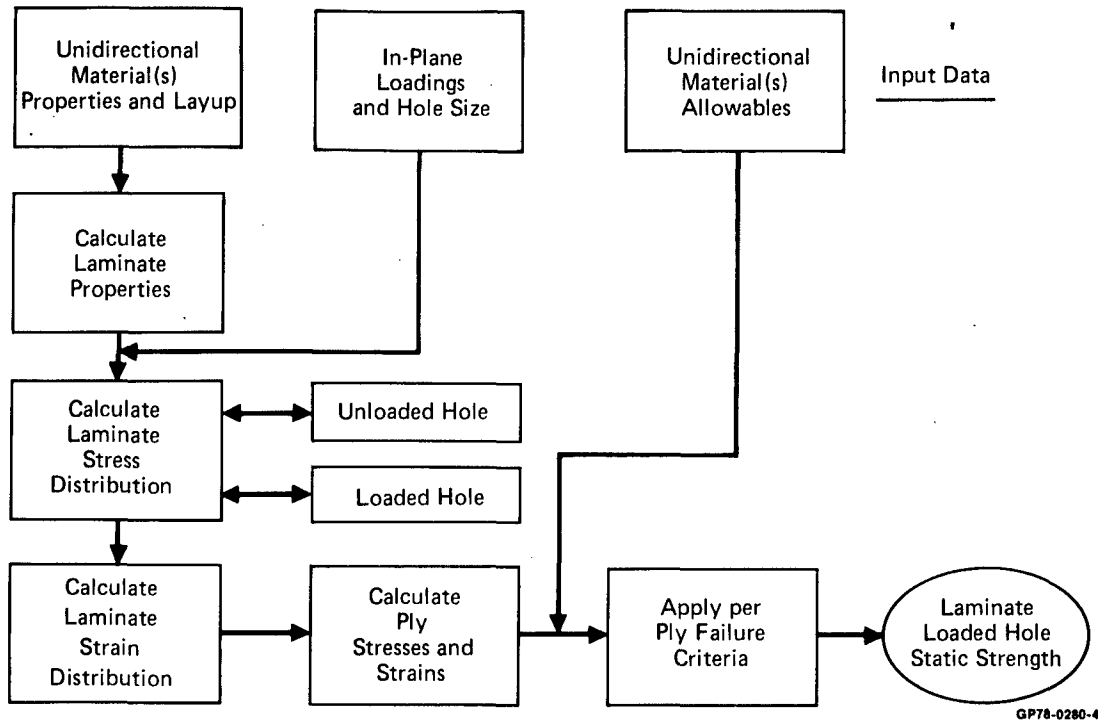 Unidirectional
Material(s)
Properties and Layup
In-Plane
Loadings
and Hole Size
Unidirectional
Material(s)
Allowables
Input Data
Calculate
Laminate
Properties
Calculate
Laminate
Stress
Distribution
Unloaded Hole
Loaded Hole
Calculate
Laminate
Strain
Distribution
Calculate
Ply
Stresses and
Strains
Apply per
Ply Failure
Criteria
Laminate
Loaded Hole
Static Strength
GP78-0280-4